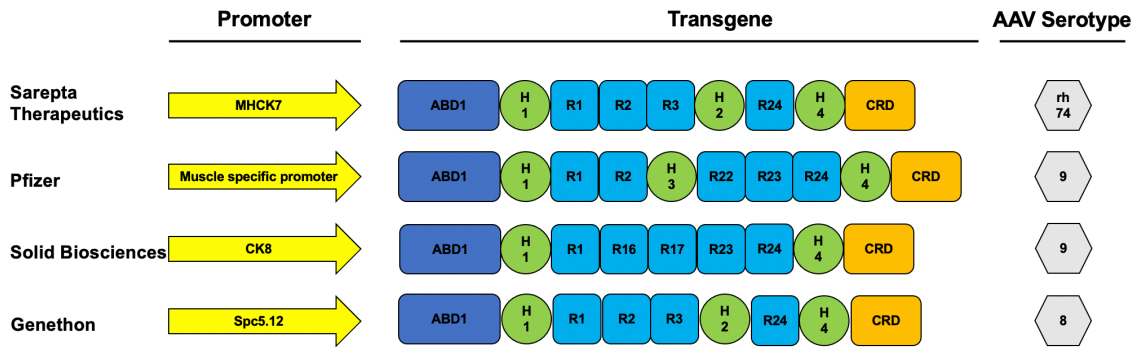 Promoter Transgene AAV Serotype
Sarepta
Therapeutics
MHCK7
ABD1 H
1 R1 R2 R3 H
2 R24 H
4 CRD
rh
74
Pfizer
Muscle specific promoter
ABD1 H
1 R1 R2 H
3 R22 R23 R24 H
4 CRD
9
Solid Biosciences
CK8
ABD1 H
1 R1 R16 R17 R23 R24 H
4 CRD
9
Genethon
Spc5.12
ABD1 H
1 R1 R2 R3 H
2 R24 H
4 CRD
8